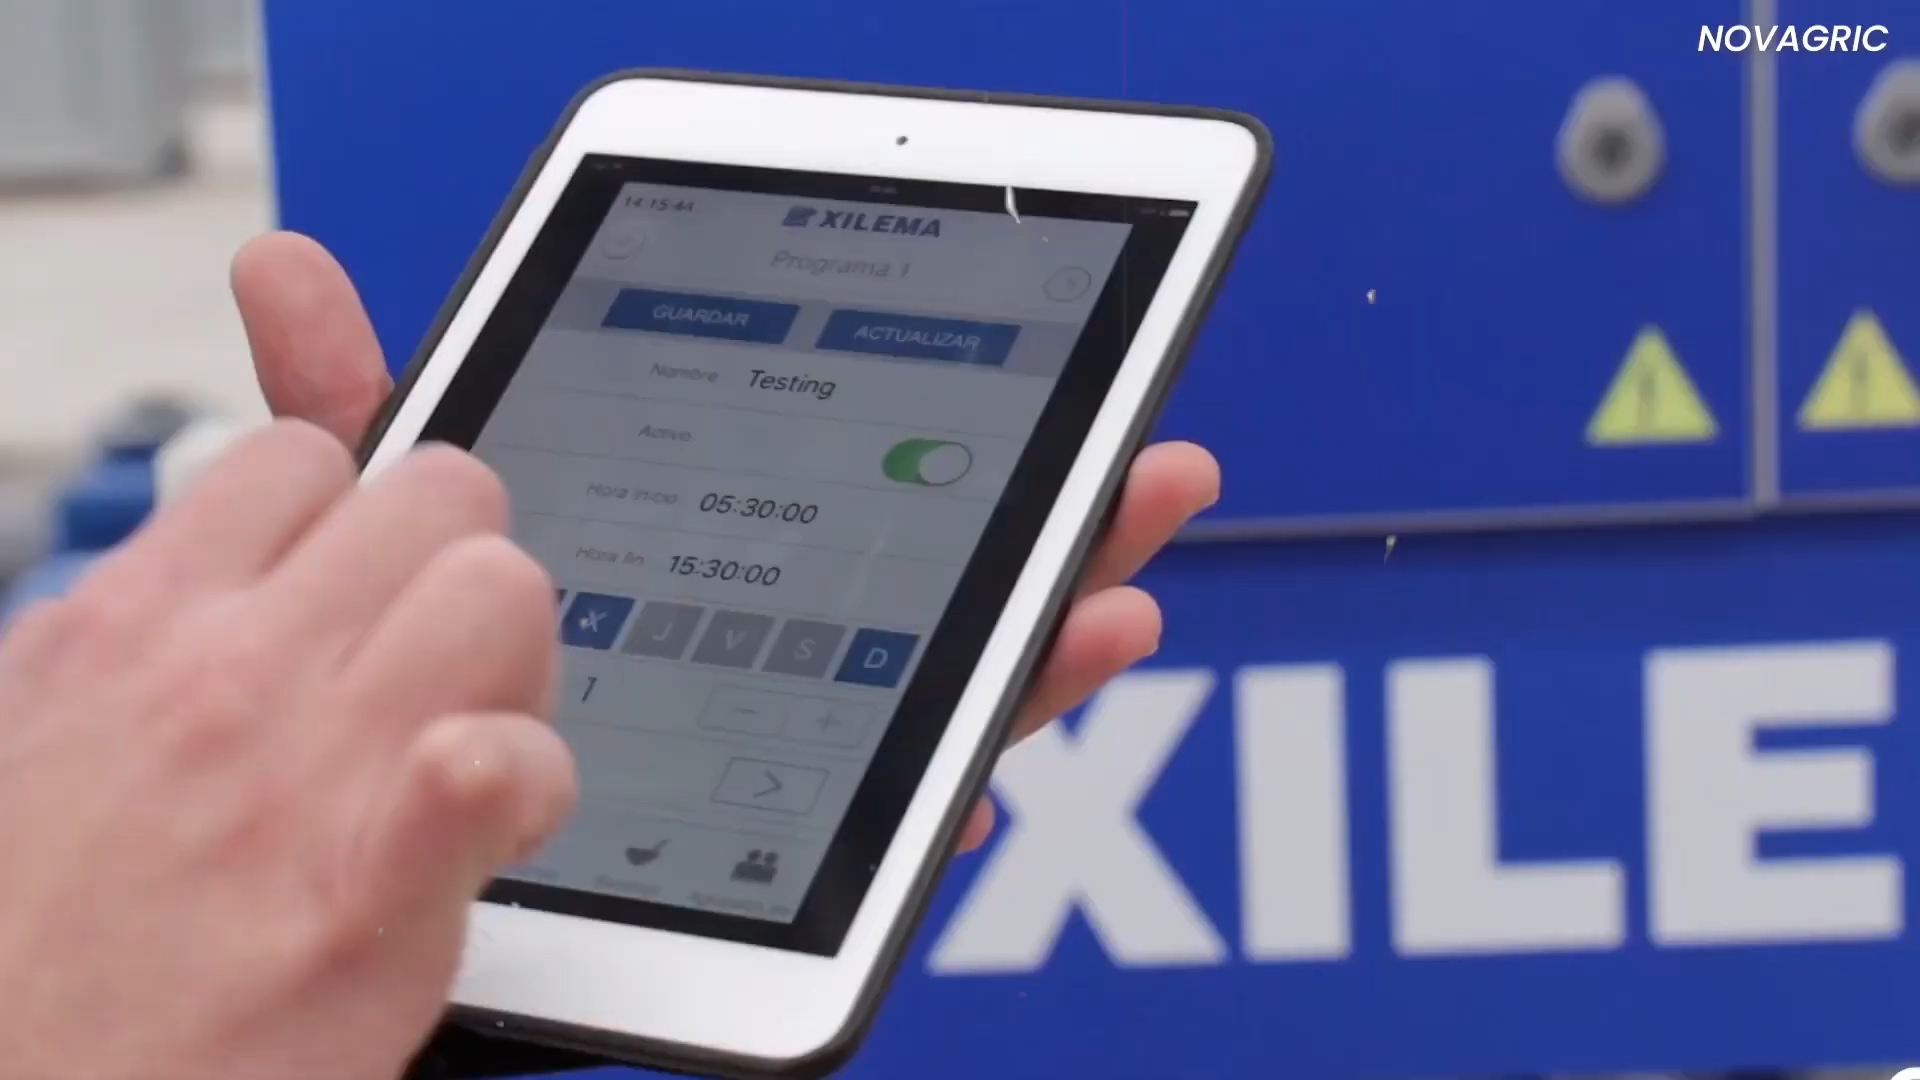 NOVAGRIC
14:15:44
XILEMA
Programa 1
GUARDAR
ACTUALIZAR
Nombre Testing
Activo
Hora inicio 05:30:00
Hora fin 15:30:00
X J V S D
1
- +
>
XILE